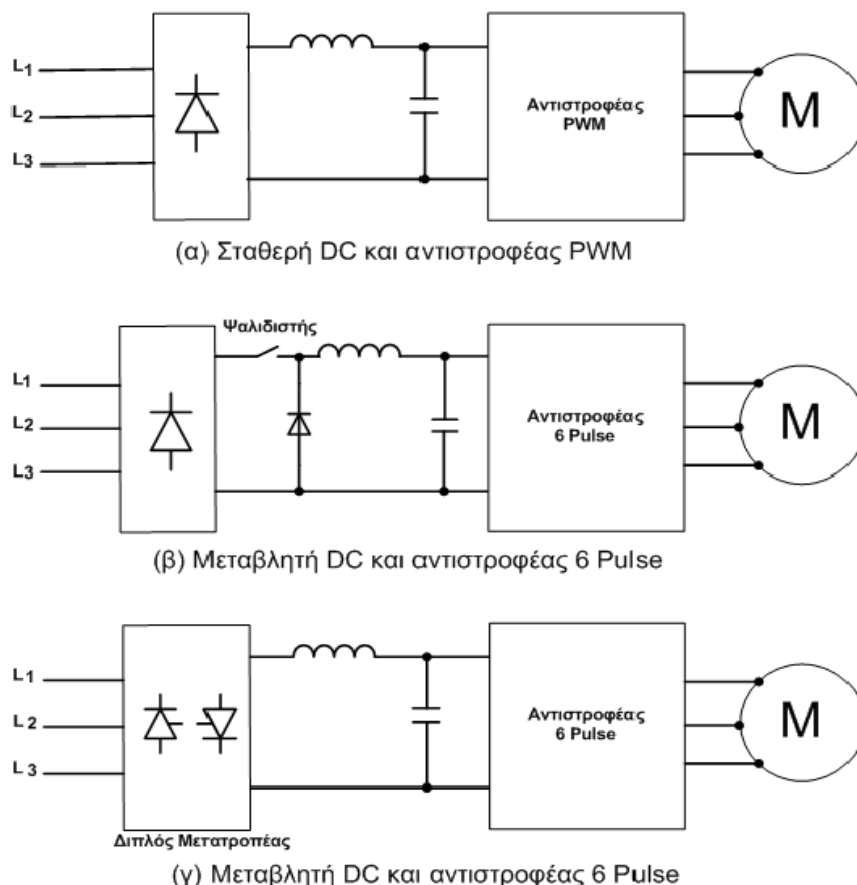 L1
L2
L3
Αντιστροφέας
PWM
M
(α) Σταθερή DC και αντιστροφέας PWM
Ψαλιδιστής
L1
L2
L3
Αντιστροφέας
6 Pulse
M
(β) Μεταβλητή DC και αντιστροφέας 6 Pulse
L1
L2
L3
Αντιστροφέας
6 Pulse
M
Διπλός Μετατροπέας
(γ) Μεταβλητή DC και αντιστροφέας 6 Pulse